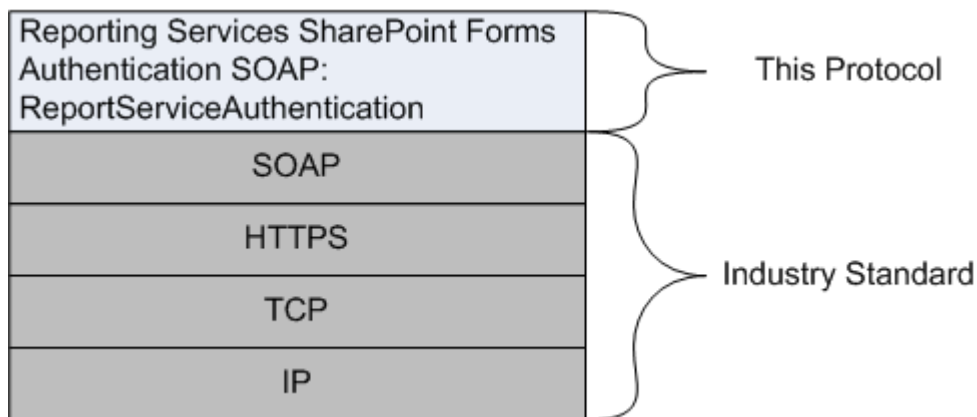 Reporting Services SharePoint Forms
Authentication SOAP:
ReportServiceAuthentication
This Protocol
SOAP
HTTPS
TCP
IP
Industry Standard